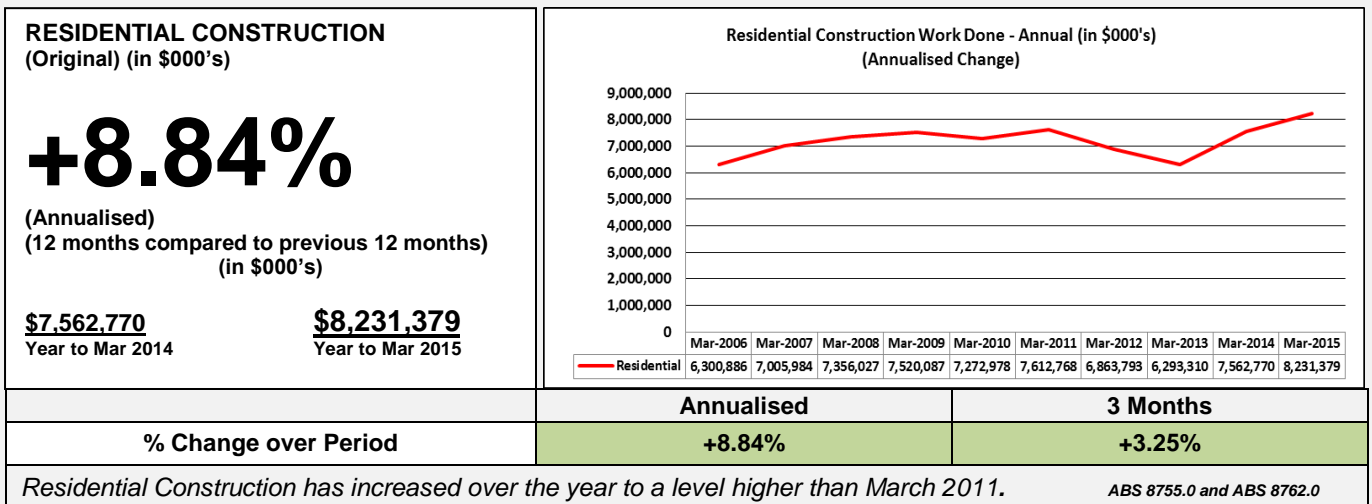 RESIDENTIAL CONSTRUCTION
(Original) (in $000’s)
+8.84%
(Annualised)
(12 months compared to previous 12 months)
(in $000’s)
$7,562,770 $8,231,379
Year to Mar 2014 Year to Mar 2015
Residential Construction Work Done - Annual (in $000's)
(Annualised Change)
9,000,000
8,000,000
7,000,000
6,000,000
5,000,000
4,000,000
3,000,000
2,000,000
1,000,000
0
Mar-2006 Mar-2007 Mar-2008 Mar-2009 Mar-2010 Mar-2011 Mar-2012 Mar-2013 Mar-2014 Mar-2015
Residential 6,300,886 7,005,984 7,356,027 7,520,087 7,272,978 7,612,768 6,863,793 6,293,310 7,562,770 8,231,379
Annualised 3 Months
% Change over Period +8.84% +3.25%
Residential Construction has increased over the year to a level higher than March 2011. ABS 8755.0 and ABS 8762.0